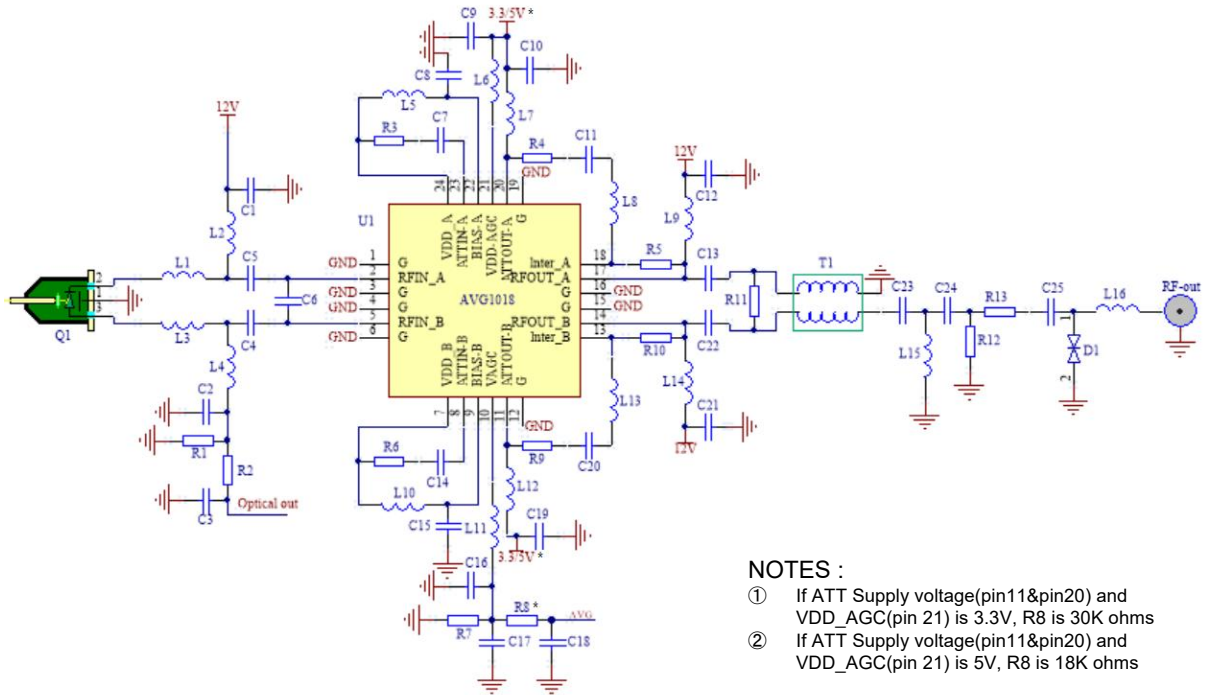 C9
3.3/5V *
C10
C8
L6
L5
L7
12V
R3
C7
R4
C11
GND
12V
C12
C1
24
23
22
21
20
19
L8
L9
L2
U1
VDD_A
ATTIN-A
BIAS-A
VDD-AGC
ATTOUT-A
G
L1
C5
GND
1
G
Inter_A
18
R5
C13
T1
2
2
RFIN_A
RFOUT_A
17
1
GND
3
G
G
16
GND
C6
AVG1018
R11
C23
C24
R13
C25
L16
RF-out
3
GND
4
G
G
15
GND
Q1
L3
C4
5
RFIN_B
RFOUT_B
14
C22
GND
6
G
Inter_B
13
R10
L15
R12
1
D1
2
L4
VDD_B
ATTIN-B
BIAS-B
VAGC
ATTOUT-B
G
L14
7
8
9
10
11
12
L13
C2
GND
C21
12V
R1
R2
R6
C14
R9
C20
L10
L12
C3
Optical out
C15
L11
C19
3.3/5V *
C16
R7
R8 *
AVG
C17
C18
NOTES :
① If ATT Supply voltage(pin11&pin20) and
VDD_AGC(pin 21) is 3.3V, R8 is 30K ohms
② If ATT Supply voltage(pin11&pin20) and
VDD_AGC(pin 21) is 5V, R8 is 18K ohms